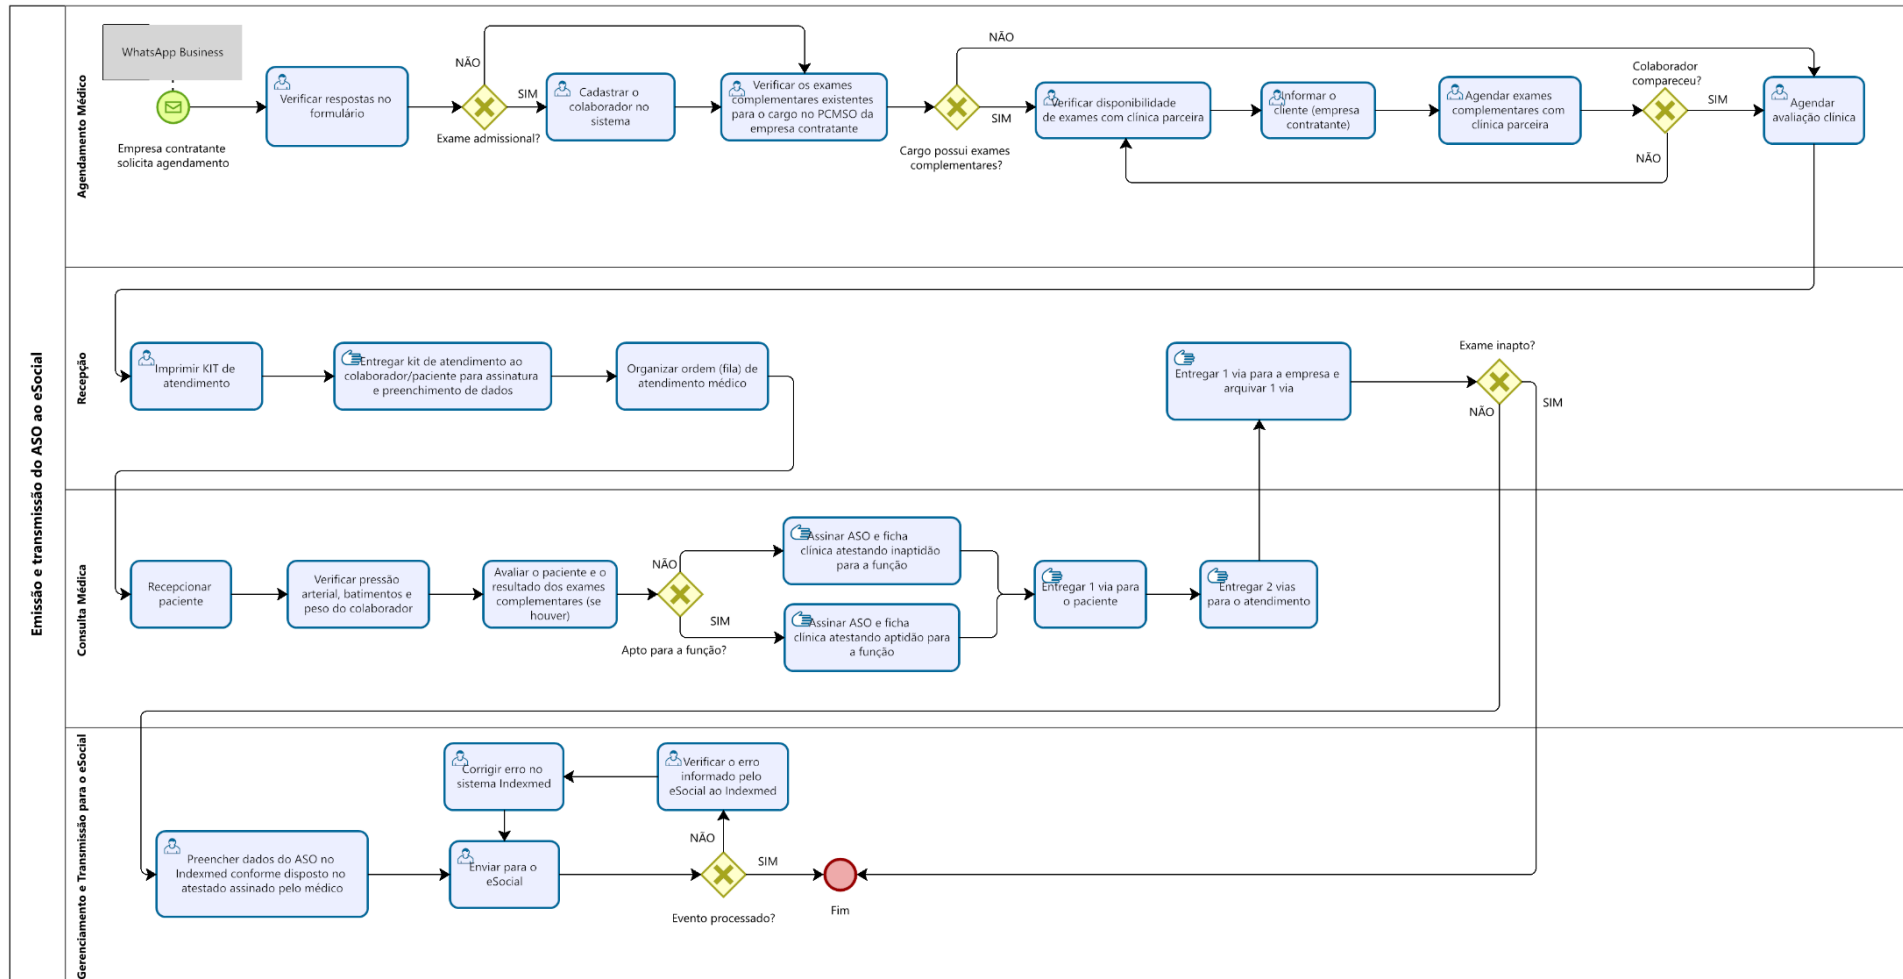 Emissão e transmissão do ASO ao eSocial
Agendamento Médico
WhatsApp Business
Empresa contratante
solicita agendamento
Verificar respostas no
formulário
NÃO
SIM
Exame admissional?
Cadastrar o
colaborador no
sistema
Verificar os exames
complementares existentes
para o cargo no PCMSO da
empresa contratante
NÃO
SIM
Cargo possui exames
complementares?
Verificar disponibilidade
de exames com clínica parceira
Informar o
cliente (empresa
contratante)
Agendar exames
complementares com
clínica parceira
Colaborador
compareceu?
SIM
NÃO
Agendar
avaliação clínica
Recepção
Imprimir KIT de
atendimento
Entregar kit de atendimento ao
colaborador/paciente para assinatura
e preenchimento de dados
Organizar ordem (fila) de
atendimento médico
Entregar 1 via para a empresa e
arquivar 1 via
Exame inapto?
NÃO
SIM
Consulta Médica
Recepcionar
paciente
Verificar pressão
arterial, batimentos e
peso do colaborador
Avaliar o paciente e o
resultado dos exames
complementares (se
houver)
NÃO
SIM
Apto para a função?
Assinar ASO e ficha
clínica atestando inaptidão
para a função
Assinar ASO e ficha
clínica atestando aptidão para
a função
Entregar 1 via para
o paciente
Entregar 2 vias
para o atendimento
Gerenciamento e Transmissão para o eSocial
Corrigir erro no
sistema Indexmed
Verificar o erro
informado pelo
eSocial ao Indexmed
Preencher dados do ASO no
Indexmed conforme disposto no
atestado assinado pelo médico
Enviar para o
eSocial
NÃO
SIM
Evento processado?
Fim